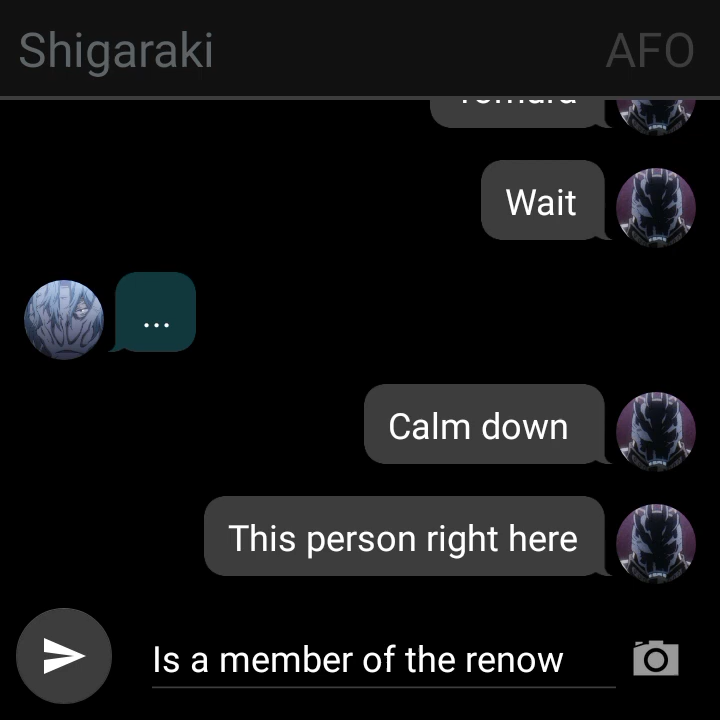 Shigaraki AFO
Wait
...
Calm down
This person right here
Is a member of the renow